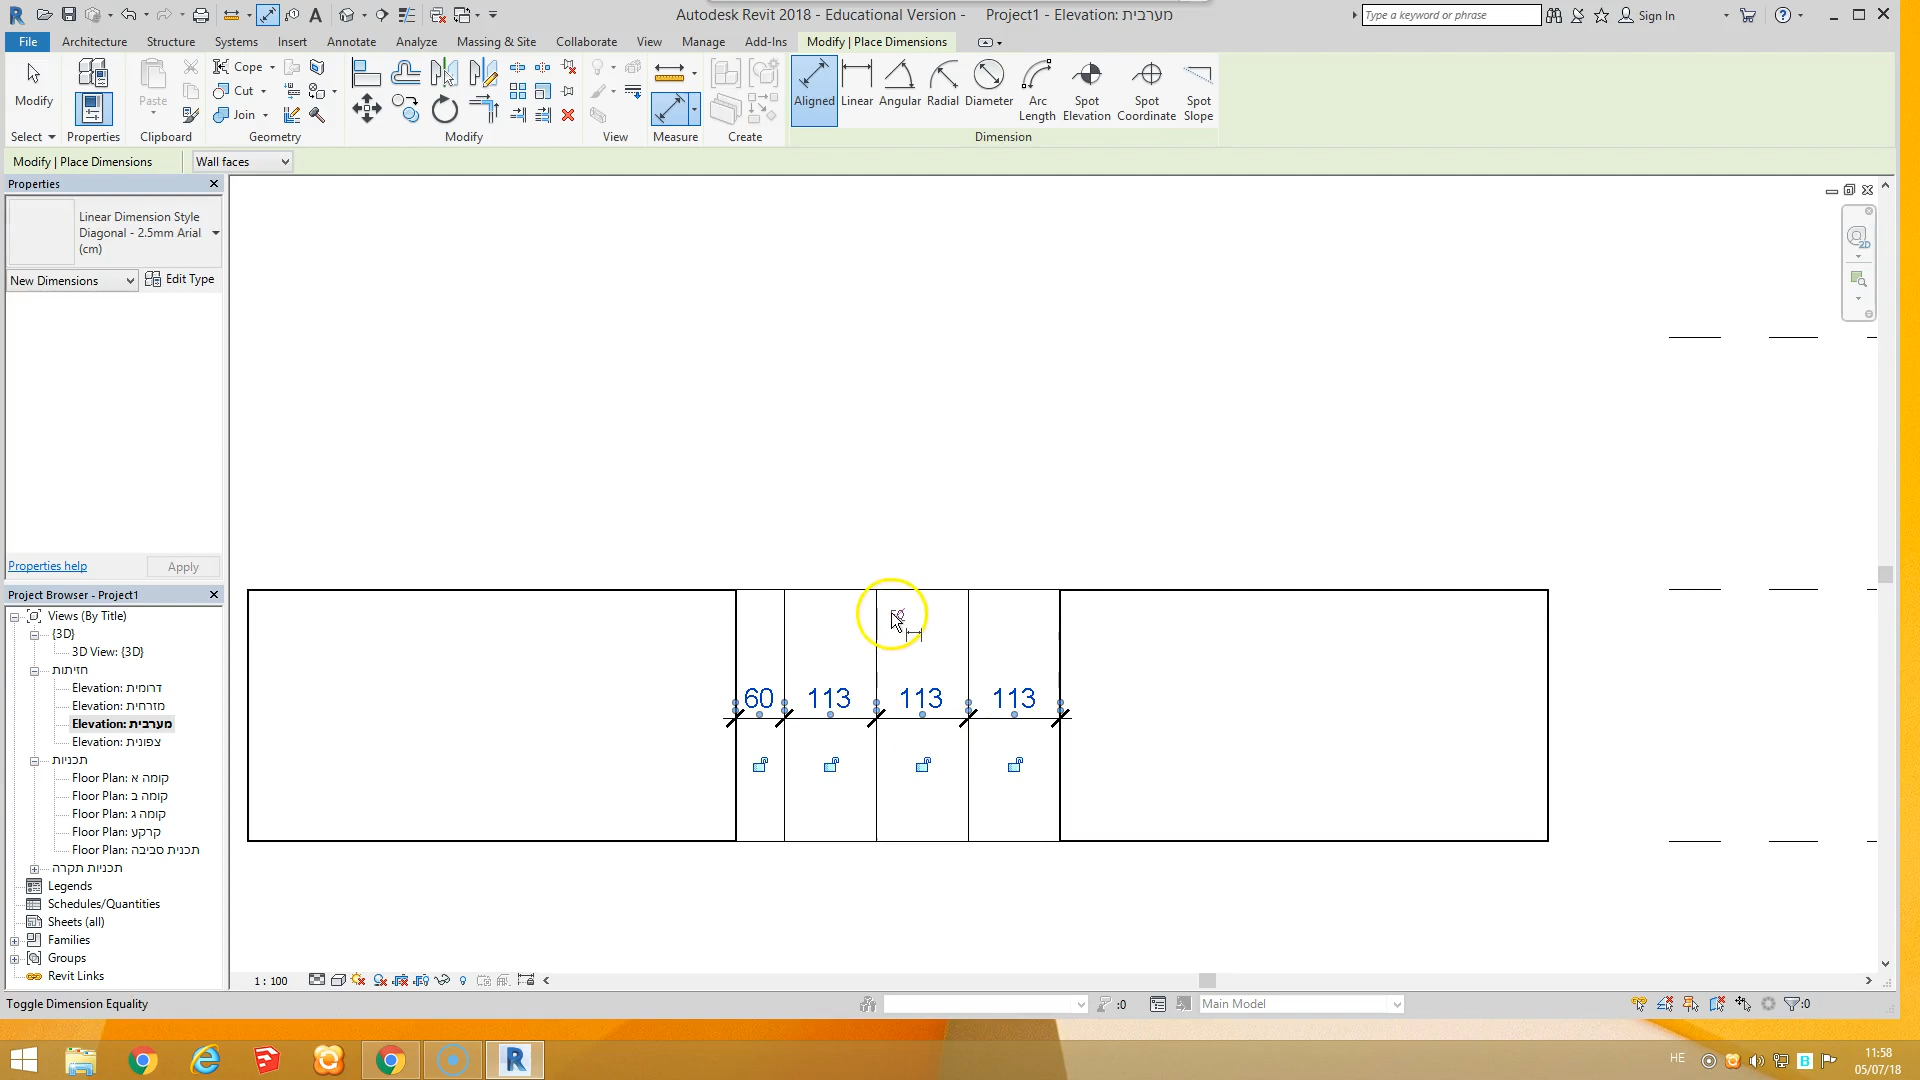 Autodesk Revit 2018 - Educational Version - Project1 - Elevation: מערבית
Type a keyword or phrase
Sign In
File Architecture Structure Systems Insert Annotate Analyze Massing & Site Collaborate View Manage Add-Ins Modify | Place Dimensions
Modify Paste Cope Cut Join Aligned Linear Angular Radial Diameter Arc Length Spot Elevation Spot Coordinate Spot Slope
Select Properties Clipboard Geometry Modify View Measure Create Dimension
Modify | Place Dimensions Wall faces
Properties
Linear Dimension Style
Diagonal - 2.5mm Arial
(cm)
New Dimensions Edit Type
Properties help Apply
Project Browser - Project1
Views (By Title)
{3D}
3D View: {3D}
חזיתות
Elevation: דרומית
Elevation: מזרחית
Elevation: מערבית
Elevation: צפונית
תכניות
Floor Plan: קומה א
Floor Plan: קומה ב
Floor Plan: קומה ג
Floor Plan: קרקע
Floor Plan: תכנית סביבה
תכניות תקרה
Legends
Schedules/Quantities
Sheets (all)
Families
Groups
Revit Links
60 113 113 113
2D
1 : 100
Toggle Dimension Equality
:0
Main Model
:0
HE
11:58
05/07/18